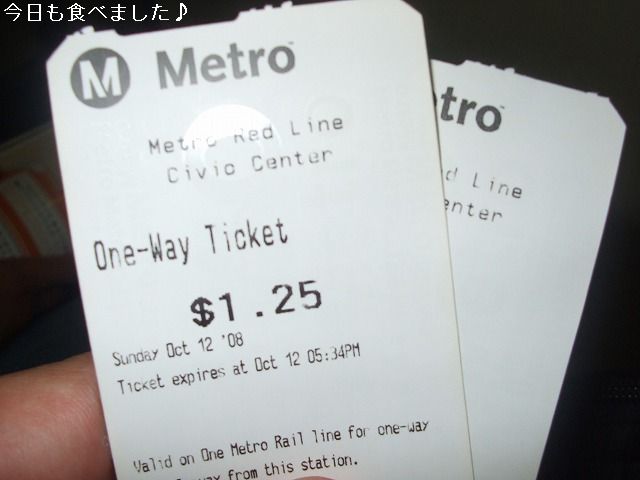 今日も食べました♪
M Metro
Metro Red Line
Civic Center
One-Way Ticket
$1.25
Sunday Oct 12 '08
Ticket expires at Oct 12 05:34PM
Valid on One Metro Rail line for one-way
away from this station.
tro
d Line
enter